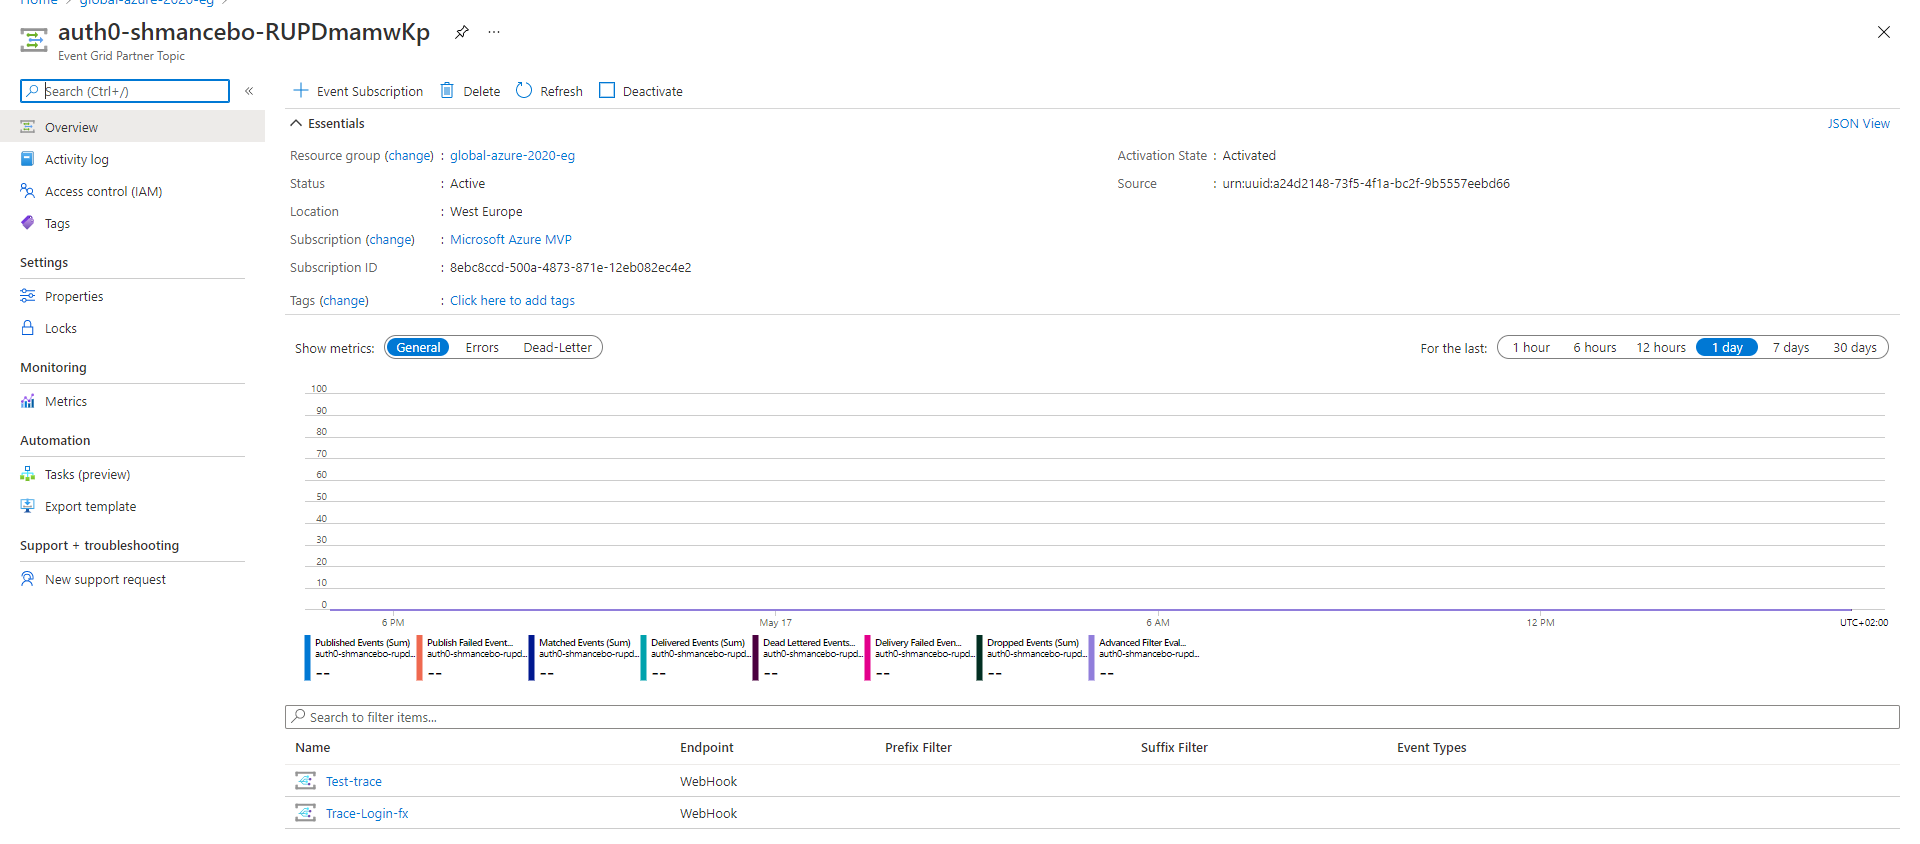 Home > global-azure-2020-eg >
auth0-shmancebo-RUPDmamwKp
Event Grid Partner Topic
Search (Ctrl+/)
«
Overview
Activity log
Access control (IAM)
Tags
Settings
Properties
Locks
Monitoring
Metrics
Automation
Tasks (preview)
Export template
Support + troubleshooting
New support request
Event Subscription Delete Refresh Deactivate
Essentials JSON View
Resource group (change) : global-azure-2020-eg
Status : Active
Location : West Europe
Subscription (change) : Microsoft Azure MVP
Subscription ID : 8ebc8ccd-500a-4873-871e-12eb082ec4e2
Tags (change) : Click here to add tags
Activation State : Activated
Source : urn:uuid:a24d2148-73f5-4f1a-bc2f-9b5557eebd66
Show metrics: General Errors Dead-Letter
For the last: 1 hour 6 hours 12 hours 1 day 7 days 30 days
100
90
80
70
60
50
40
30
20
10
0
6 PM May 17 6 AM 12 PM UTC+02:00
Published Events (Sum)
auth0-shmancebo-rupd...
--
Publish Failed Event...
auth0-shmancebo-rupd...
--
Matched Events (Sum)
auth0-shmancebo-rupd...
--
Delivered Events (Sum)
auth0-shmancebo-rupd...
--
Dead Lettered Events...
auth0-shmancebo-rupd...
--
Delivery Failed Even...
auth0-shmancebo-rupd...
--
Dropped Events (Sum)
auth0-shmancebo-rupd...
--
Advanced Filter Eval...
auth0-shmancebo-rupd...
--
Search to filter items...
Name Endpoint Prefix Filter Suffix Filter Event Types
Test-trace WebHook
Trace-Login-fx WebHook